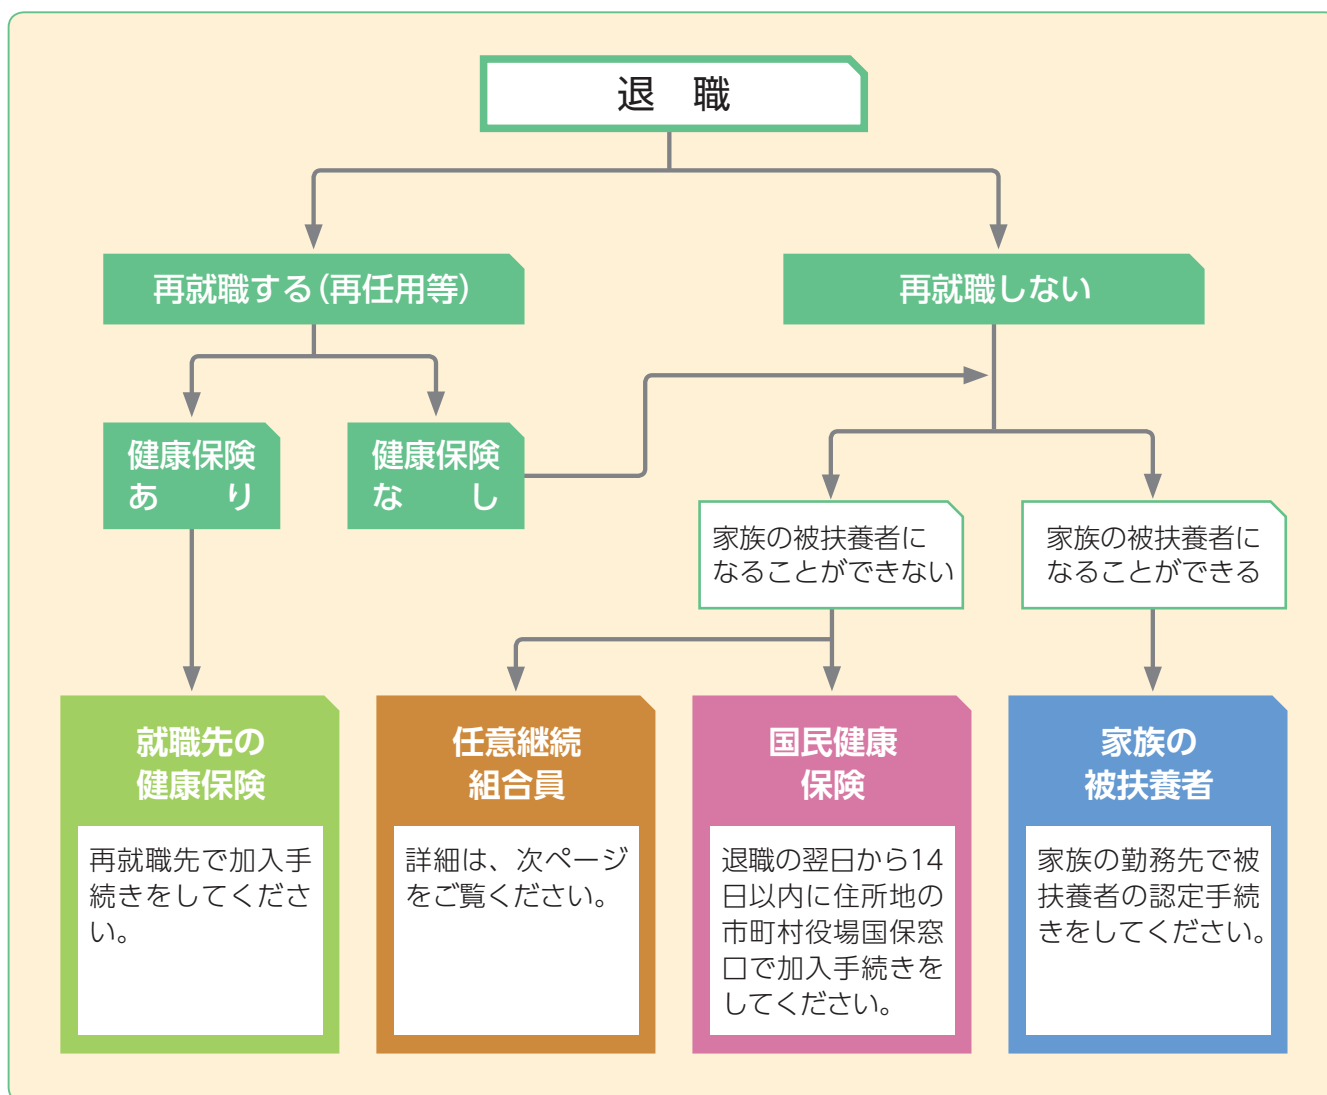 退　職
再就職する（再任用等）
再就職しない
健康保険
あ　　り
健康保険
な　　し
家族の被扶養者に
なることができない
家族の被扶養者に
なることができる
就職先の
健康保険
再就職先で加入手
続きをしてくださ
い。
任意継続
組合員
詳細は、次ページ
をご覧ください。
国民健康
保険
退職の翌日から14
日以内に住所地の
市町村役場国保窓
口で加入手続きを
してください。
家族の
被扶養者
家族の勤務先で被
扶養者の認定手続
きをしてください。